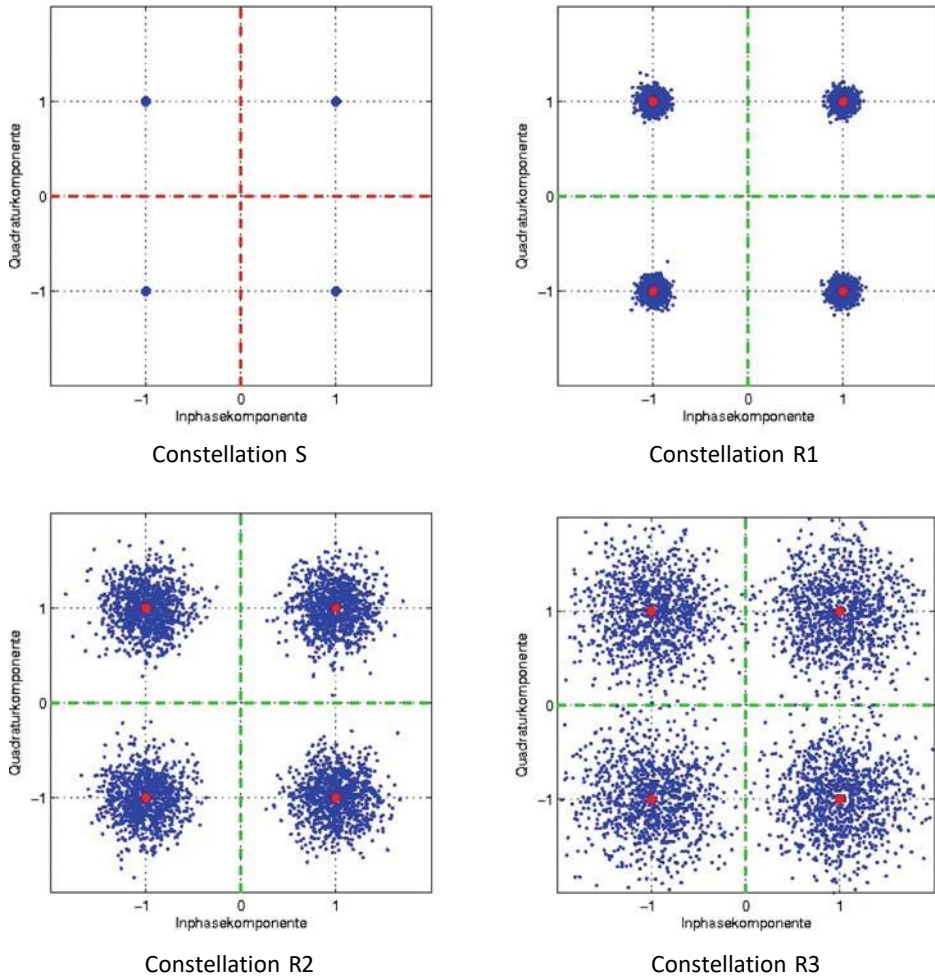 1
0
−1
Quadraturkomponente
−1
0
1
Inphasekomponente
Constellation S
1
0
−1
Quadraturkomponente
−1
0
1
Inphasekomponente
Constellation R1
1
0
−1
Quadraturkomponente
−1
0
1
Inphasekomponente
Constellation R2
1
0
−1
Quadraturkomponente
−1
0
1
Inphasekomponente
Constellation R3